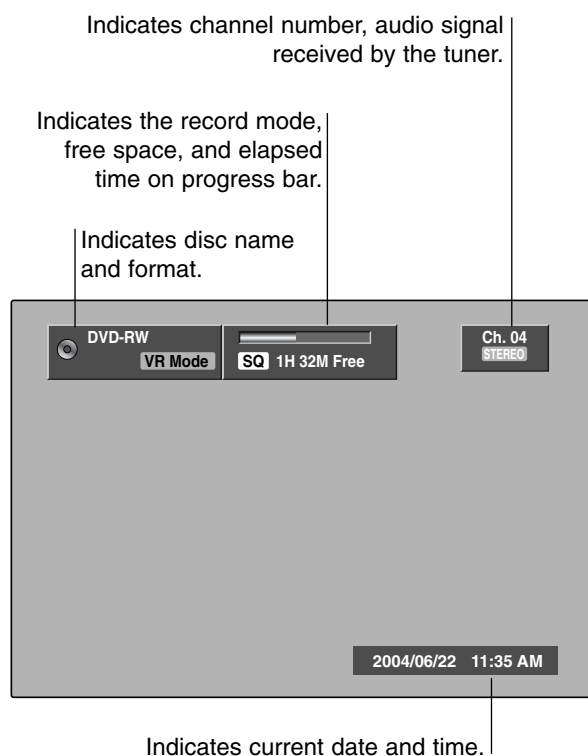 Indicates channel number, audio signal
received by the tuner.
Indicates the record mode,
free space, and elapsed
time on progress bar.
Indicates disc name
and format.
DVD-RW
VR Mode
SQ 1H 32M Free
Ch. 04
STEREO
2004/06/22 11:35 AM
Indicates current date and time.